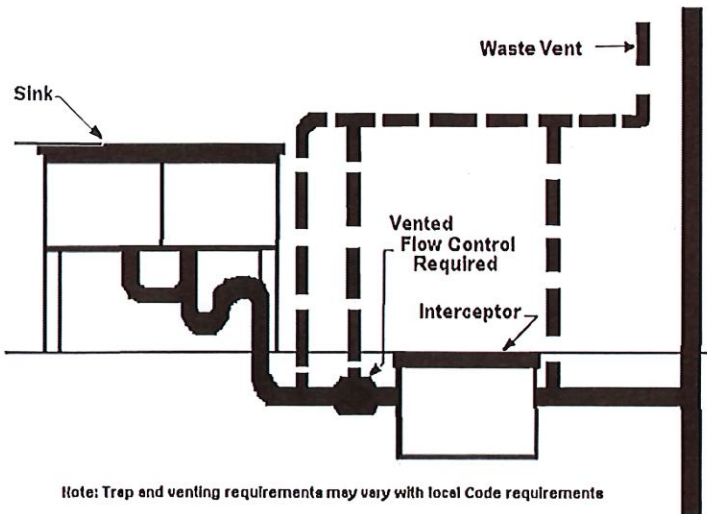 Waste Vent
Sink
Vented
Flow Control
Required
Interceptor
Note: Trap and venting requirements may vary with local Code requirements